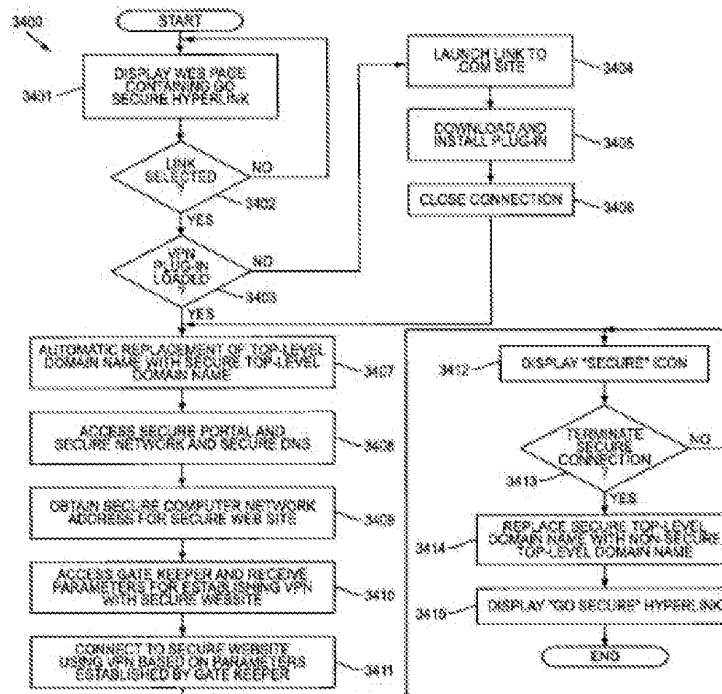 3400
START
3401
DISPLAY WEB PAGE
CONTAINING GO
SECURE HYPERLINK
LINK
SELECTED
?
NO
3402
YES
VPN
PLUG-IN
LOADED
?
NO
3403
YES
LAUNCH LINK TO
.COM SITE
3404
DOWNLOAD AND
INSTALL PLUG-IN
3405
CLOSE CONNECTION
3406
AUTOMATIC REPLACEMENT OF TOP-LEVEL
DOMAIN NAME WITH SECURE TOP-LEVEL
DOMAIN NAME
3407
ACCESS SECURE PORTAL AND
SECURE NETWORK AND SECURE DNS
3408
OBTAIN SECURE COMPUTER NETWORK
ADDRESS FOR SECURE WEB SITE
3409
ACCESS GATE KEEPER AND RECEIVE
PARAMETERS FOR ESTABLISHING VPN
WITH SECURE WEBSITE
3410
CONNECT TO SECURE WEBSITE
USING VPN BASED ON PARAMETERS
ESTABLISHED BY GATE KEEPER
3411
3412
DISPLAY "SECURE" ICON
TERMINATE
SECURE
CONNECTION
?
NO
3413
YES
3414
REPLACE SECURE TOP-LEVEL
DOMAIN NAME WITH NON-SECURE
TOP-LEVEL DOMAIN NAME
3415
DISPLAY "GO SECURE" HYPERLINK
END